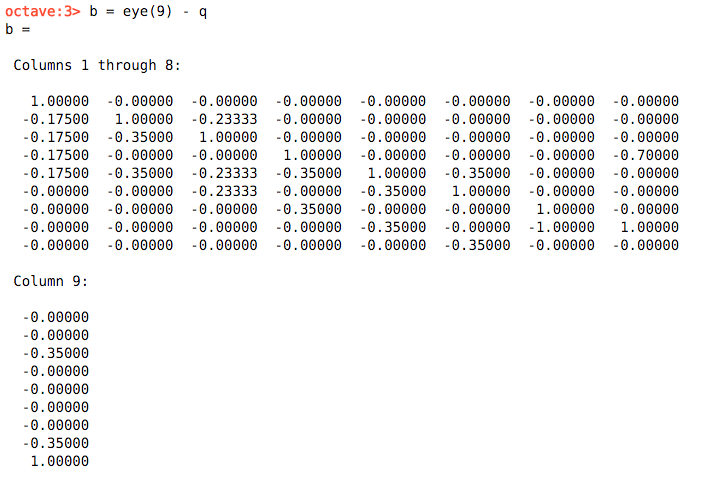 octave:3> b = eye(9) - q
b =
Columns 1 through 8:
1.00000 -0.00000 -0.00000 -0.00000 -0.00000 -0.00000 -0.00000 -0.00000
-0.17500 1.00000 -0.23333 -0.00000 -0.00000 -0.00000 -0.00000 -0.00000
-0.17500 -0.35000 1.00000 -0.00000 -0.00000 -0.00000 -0.00000 -0.00000
-0.17500 -0.00000 -0.00000 1.00000 -0.00000 -0.00000 -0.00000 -0.70000
-0.17500 -0.35000 -0.23333 -0.35000 1.00000 -0.35000 -0.00000 -0.00000
-0.00000 -0.00000 -0.23333 -0.00000 -0.35000 1.00000 -0.00000 -0.00000
-0.00000 -0.00000 -0.00000 -0.35000 -0.00000 -0.00000 1.00000 -0.00000
-0.00000 -0.00000 -0.00000 -0.00000 -0.35000 -0.00000 -1.00000 1.00000
-0.00000 -0.00000 -0.00000 -0.00000 -0.00000 -0.35000 -0.00000 -0.00000
Column 9:
-0.00000
-0.00000
-0.35000
-0.00000
-0.00000
-0.00000
-0.00000
-0.35000
1.00000